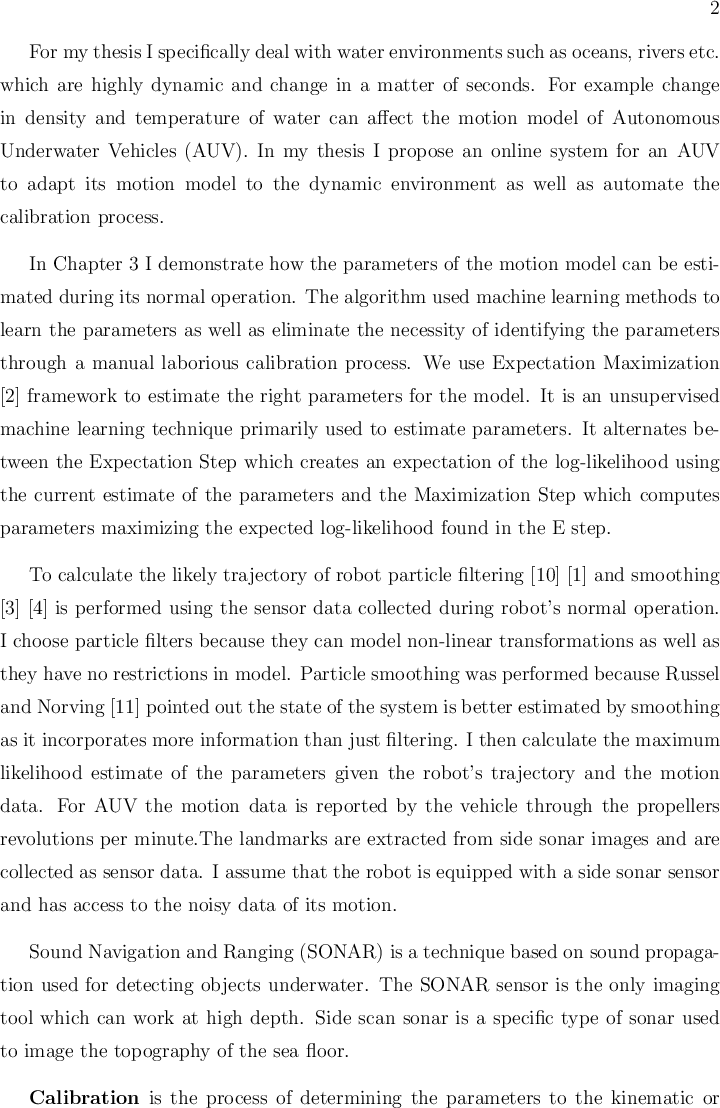 2
For my thesis I specifically deal with water environments such as oceans, rivers etc.
which are highly dynamic and change in a matter of seconds. For example change
in density and temperature of water can affect the motion model of Autonomous
Underwater Vehicles (AUV). In my thesis I propose an online system for an AUV
to adapt its motion model to the dynamic environment as well as automate the
calibration process.
In Chapter 3 I demonstrate how the parameters of the motion model can be esti-
mated during its normal operation. The algorithm used machine learning methods to
learn the parameters as well as eliminate the necessity of identifying the parameters
through a manual laborious calibration process. We use Expectation Maximization
[2] framework to estimate the right parameters for the model. It is an unsupervised
machine learning technique primarily used to estimate parameters. It alternates be-
tween the Expectation Step which creates an expectation of the log-likelihood using
the current estimate of the parameters and the Maximization Step which computes
parameters maximizing the expected log-likelihood found in the E step.
To calculate the likely trajectory of robot particle filtering [10] [1] and smoothing
[3] [4] is performed using the sensor data collected during robot's normal operation.
I choose particle filters because they can model non-linear transformations as well as
they have no restrictions in model. Particle smoothing was performed because Russel
and Norving [11] pointed out the state of the system is better estimated by smoothing
as it incorporates more information than just filtering. I then calculate the maximum
likelihood estimate of the parameters given the robot's trajectory and the motion
data. For AUV the motion data is reported by the vehicle through the propellers
revolutions per minute.The landmarks are extracted from side sonar images and are
collected as sensor data. I assume that the robot is equipped with a side sonar sensor
and has access to the noisy data of its motion.
Sound Navigation and Ranging (SONAR) is a technique based on sound propaga-
tion used for detecting objects underwater. The SONAR sensor is the only imaging
tool which can work at high depth. Side scan sonar is a specific type of sonar used
to image the topography of the sea floor.
Calibration is the process of determining the parameters to the kinematic or